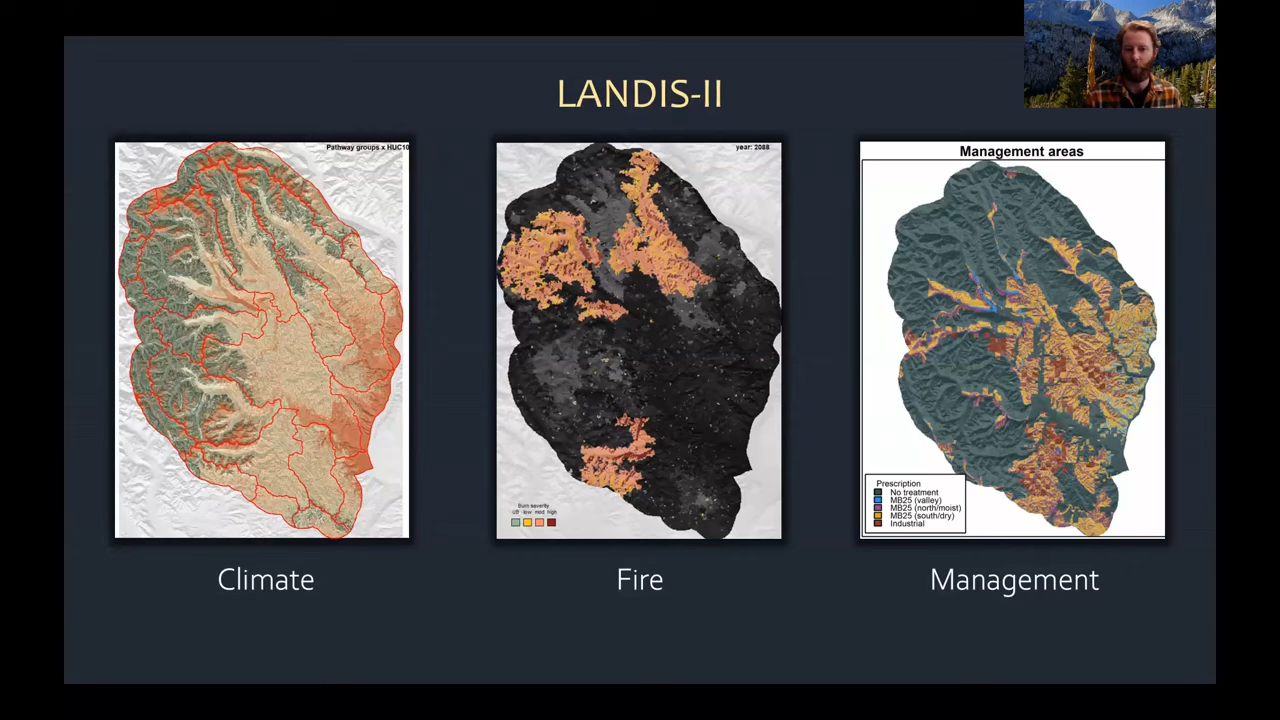 LANDIS-II
Pathway groups x HUC10
year: 2088
Burn severity
UB low mod high
Management areas
Prescription
No treatment
MB25 (valley)
MB25 (north/moist)
MB25 (south/dry)
Industrial
Climate
Fire
Management